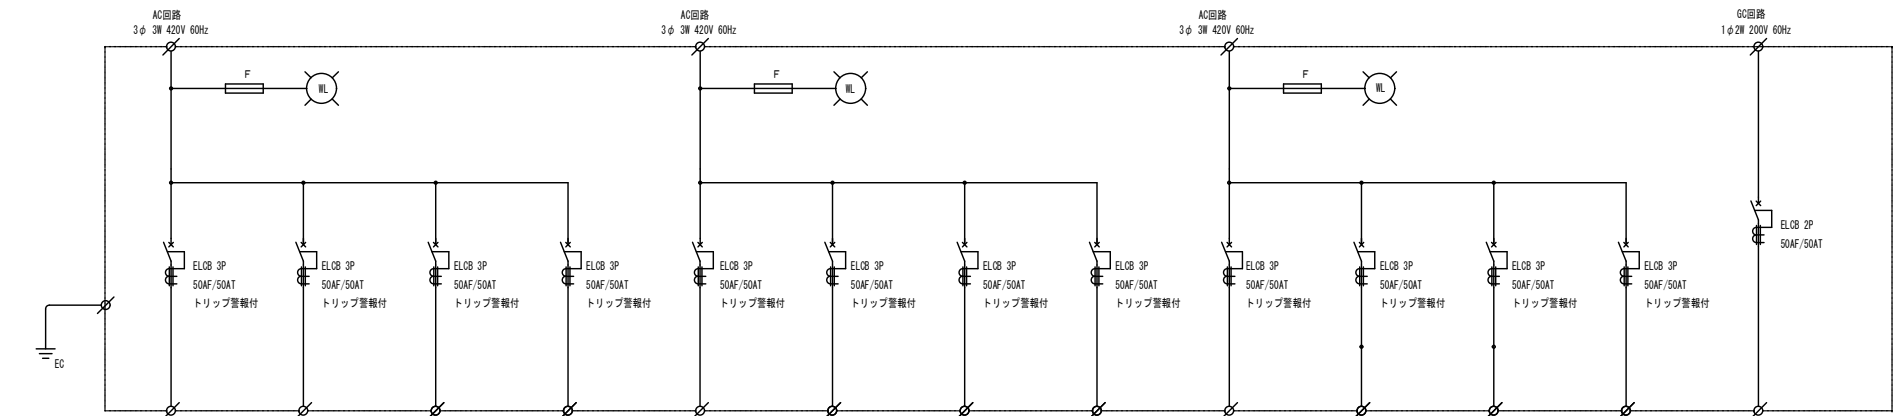 AC回路
3φ 3W 420V 60Hz
AC回路
3φ 3W 420V 60Hz
AC回路
3φ 3W 420V 60Hz
GC回路
1φ2W 200V 60Hz
F
WL
F
WL
F
WL
ELCB 2P
50AF/50AT
ELCB 3P
50AF/50AT
トリップ警報付
ELCB 3P
50AF/50AT
トリップ警報付
ELCB 3P
50AF/50AT
トリップ警報付
ELCB 3P
50AF/50AT
トリップ警報付
ELCB 3P
50AF/50AT
トリップ警報付
ELCB 3P
50AF/50AT
トリップ警報付
ELCB 3P
50AF/50AT
トリップ警報付
ELCB 3P
50AF/50AT
トリップ警報付
ELCB 3P
50AF/50AT
トリップ警報付
ELCB 3P
50AF/50AT
トリップ警報付
ELCB 3P
50AF/50AT
トリップ警報付
ELCB 3P
50AF/50AT
トリップ警報付
EC